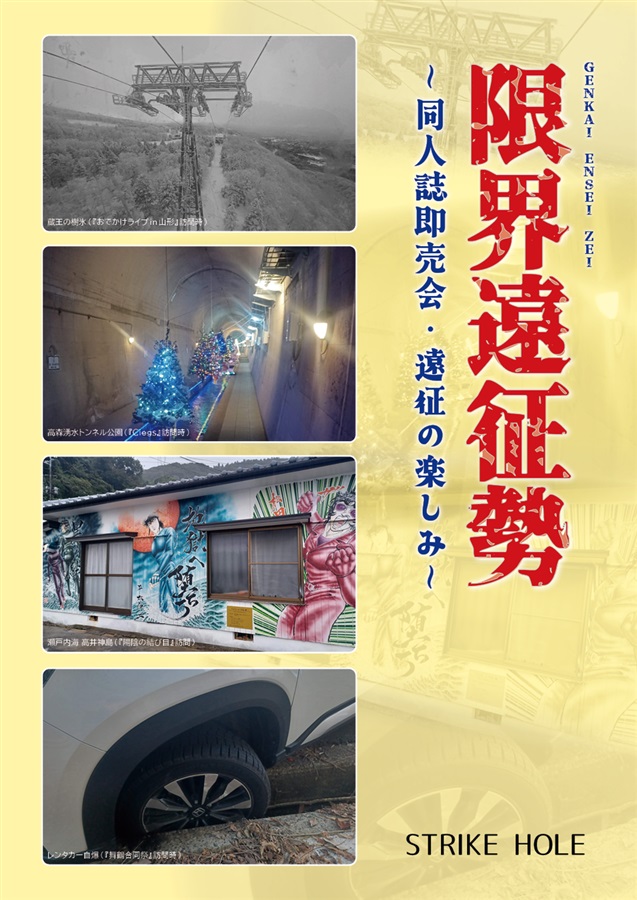 限界遠征勢
GENKAI ENSEI ZEI
～同人誌即売会・遠征の楽しみ～
蔵王の樹氷(『おでかけライブin山形』訪問時)
高森湧水トンネル公園(『Ciegs』訪問時)
瀬戸内海 高井神島(『陽陰の結び目』訪問)
レンタカー自爆(『舞鶴合同祭』訪問時)
STRIKE HOLE